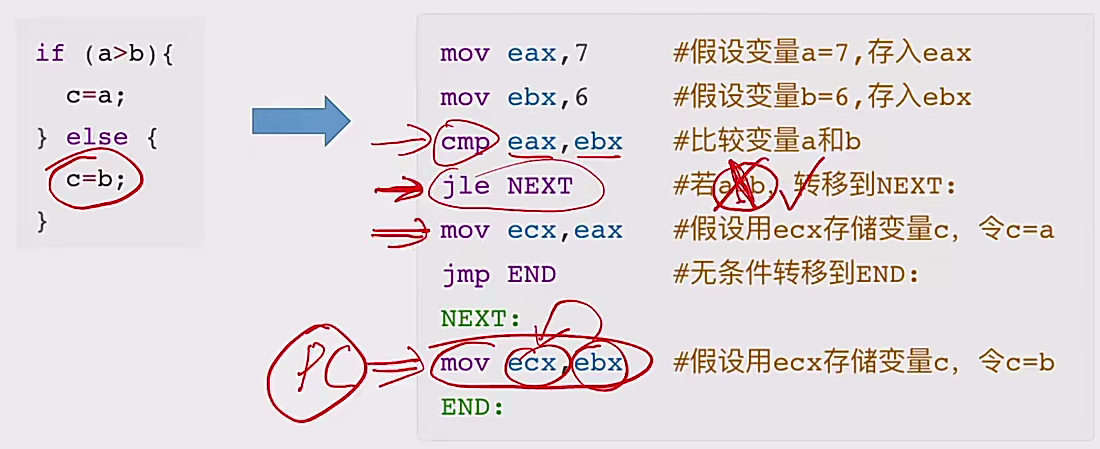 if (a>b){
c=a;
} else {
c=b;
}
mov eax,7 #假设变量a=7,存入eax
mov ebx,6 #假设变量b=6,存入ebx
cmp eax,ebx #比较变量a和b
jle NEXT #若a b，转移到NEXT:
mov ecx,eax #假设用ecx存储变量c，令c=a
jmp END #无条件转移到END:
NEXT:
PC mov ecx,ebx #假设用ecx存储变量c，令c=b
END: